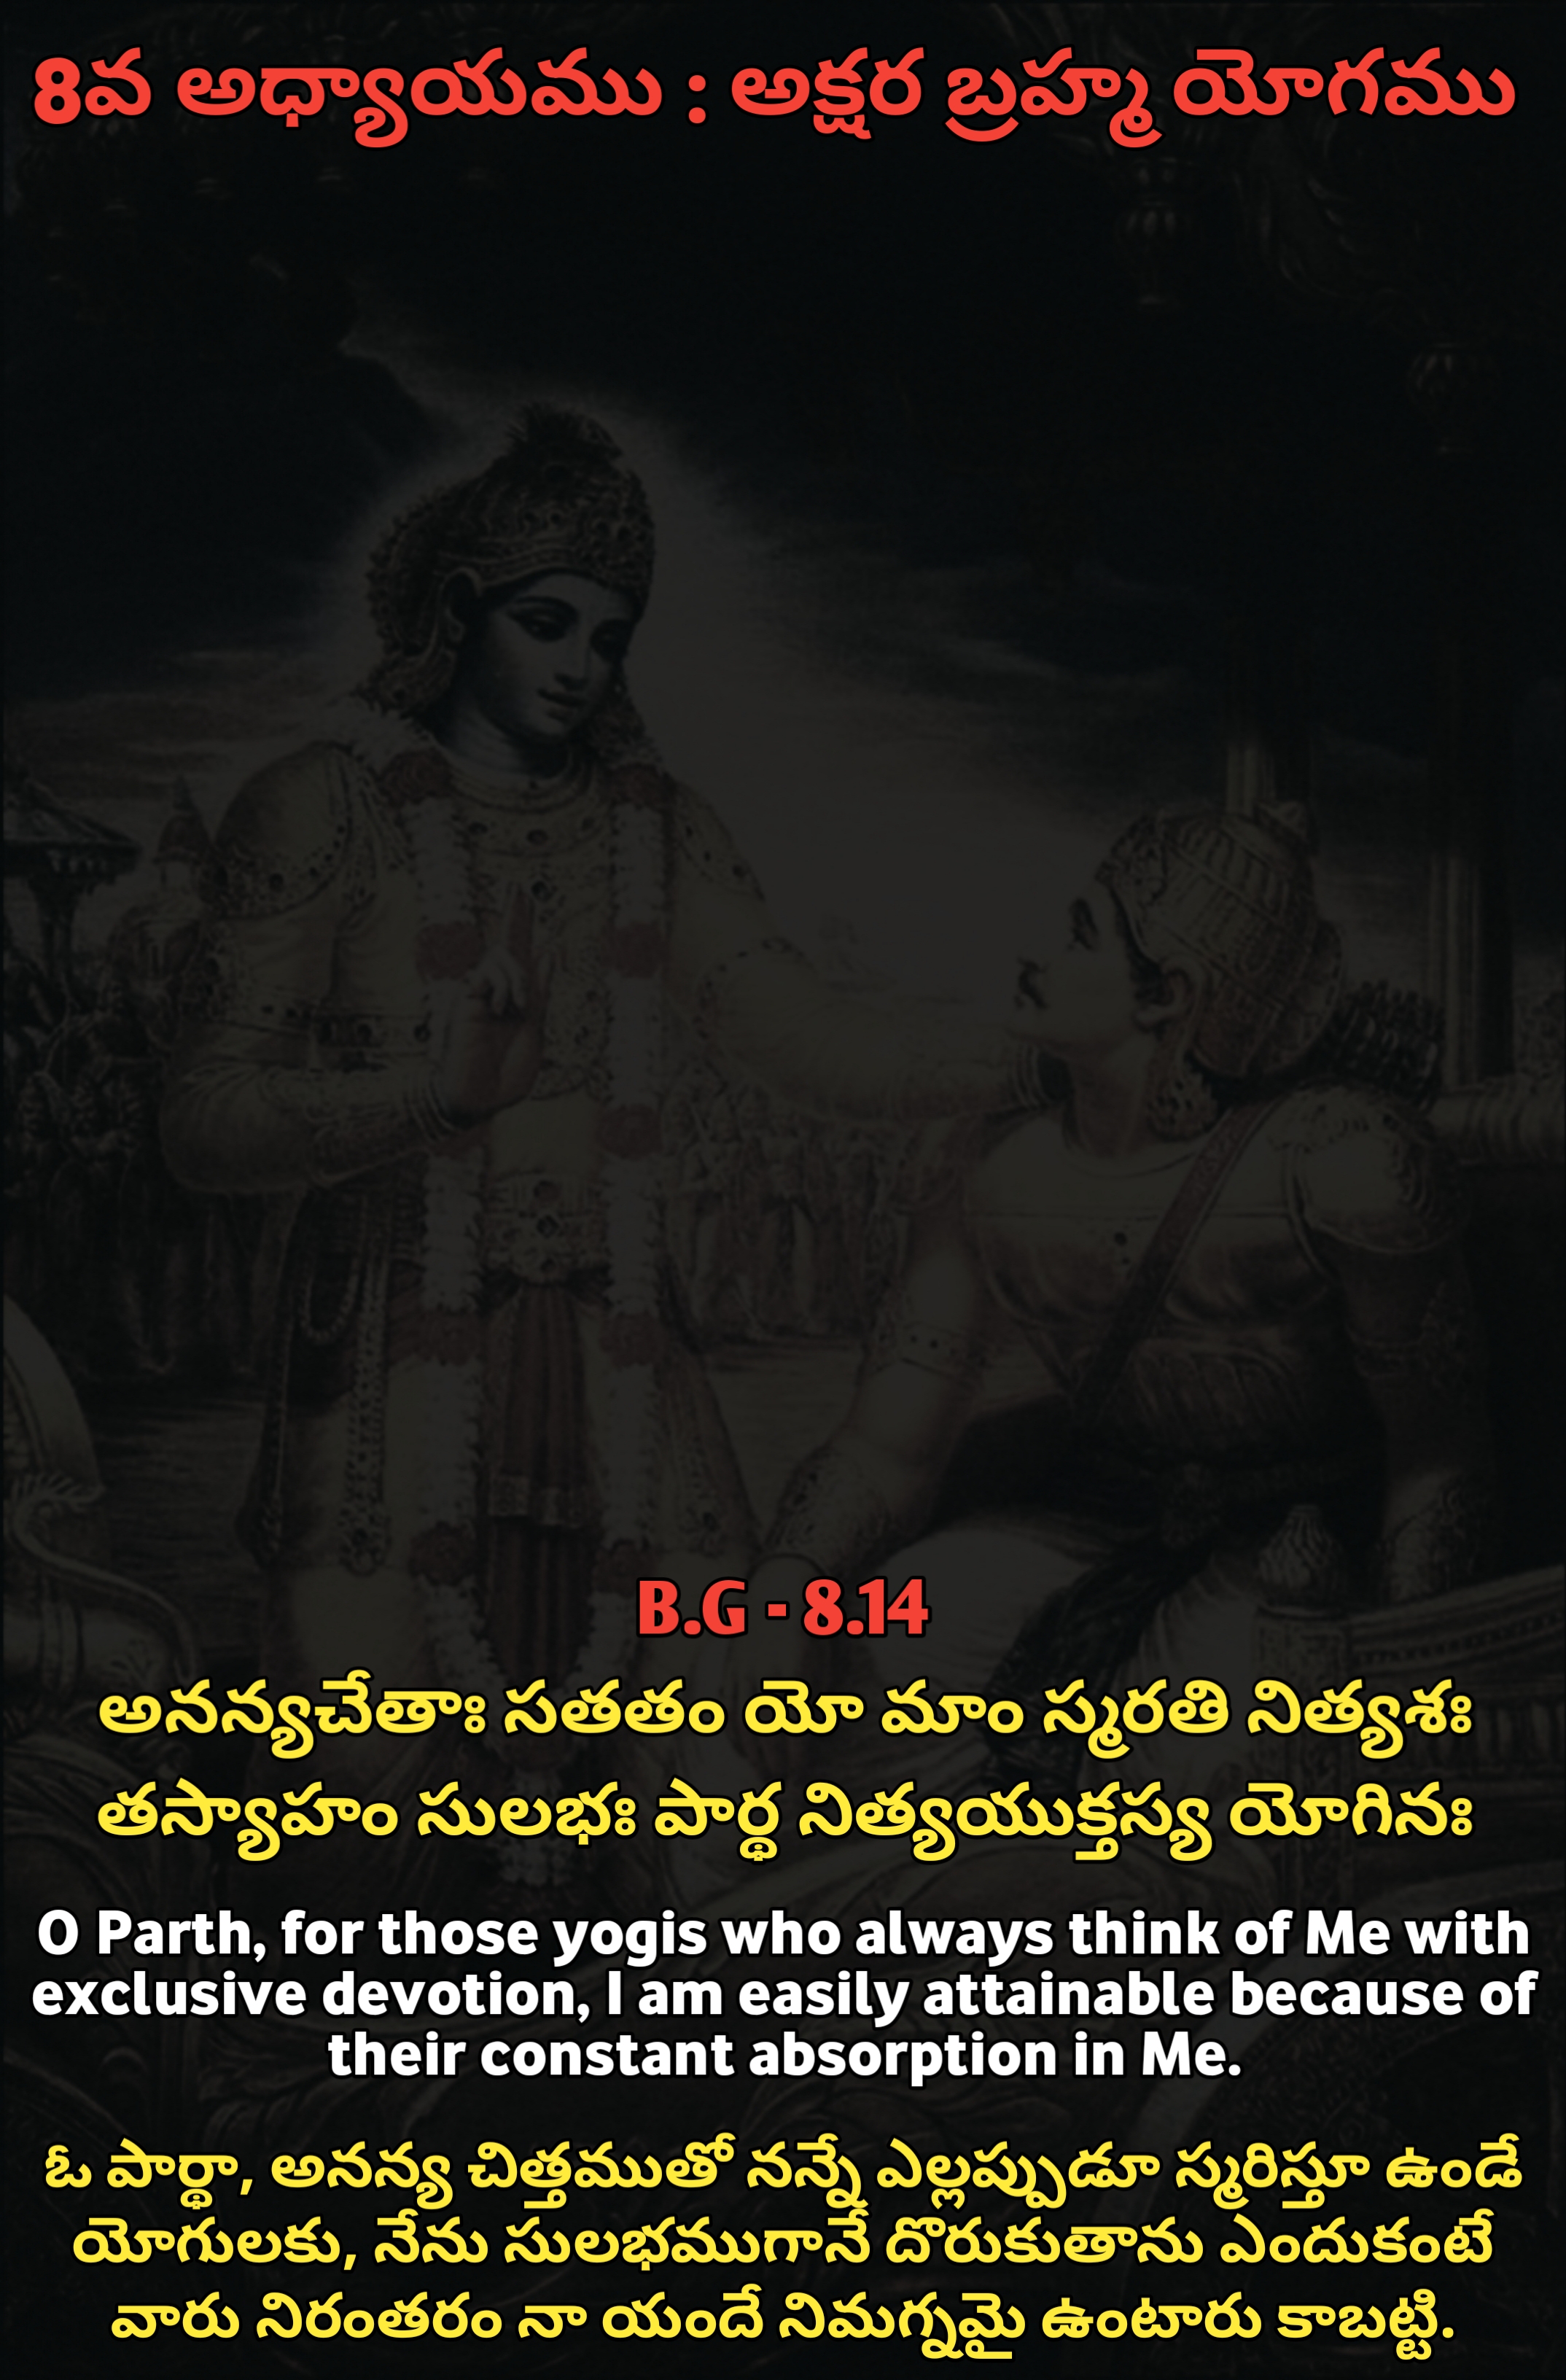 8వ అధ్యాయము : అక్షర బ్రహ్మ యోగము
B.G - 8.14
అనన్యచేతాః సతతం యో మాం స్మరతి నిత్యశః
తస్యాహం సులభః పార్థ నిత్యయుక్తస్య యోగినః
O Parth, for those yogis who always think of Me with
exclusive devotion, I am easily attainable because of
their constant absorption in Me.
ఓ పార్థా, అనన్య చిత్తముతో నన్నే ఎల్లప్పుడూ స్మరిస్తూ ఉండే
యోగులకు, నేను సులభముగానే దొరుకుతాను ఎందుకంటే
వారు నిరంతరం నా యందే నిమగ్నమై ఉంటారు కాబట్టి.